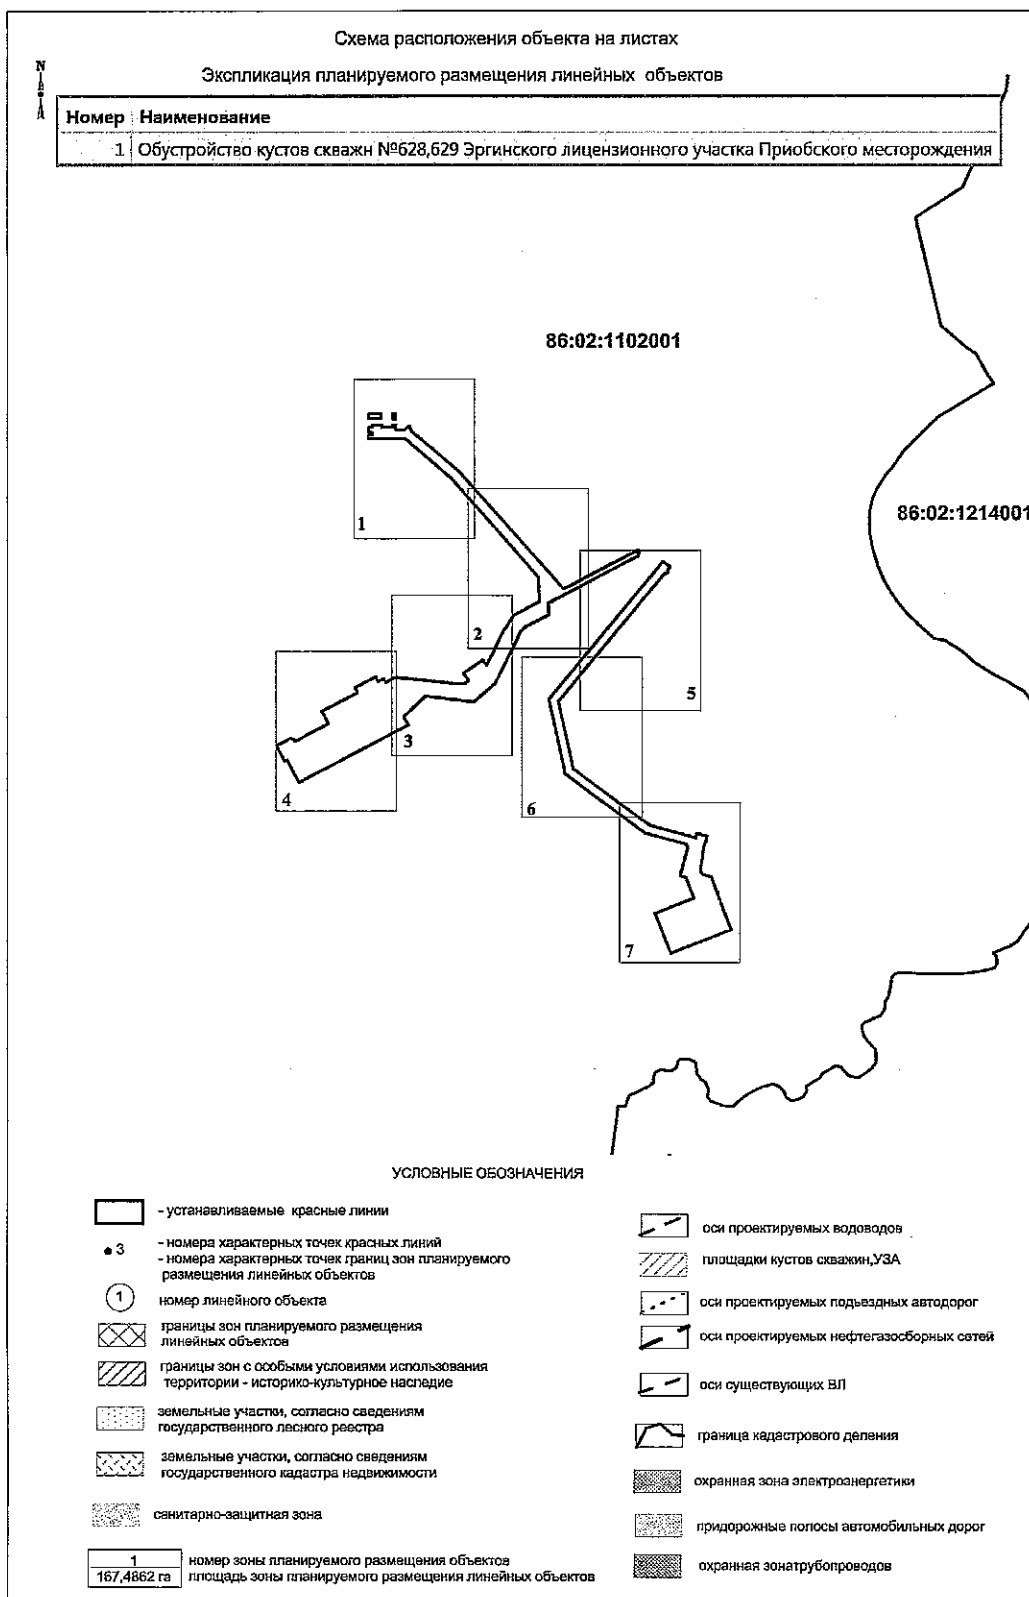 Схема расположения объекта на листах
Экспликация планируемого размещения линейных объектов
N
Номер Наименование
1 Обустройство кустов скважн №628,629 Эргинского лицензионного участка Приобского месторождения
86:02:1102001
86:02:1214001
1
2
5
3
4
6
7
УСЛОВНЫЕ ОБОЗНАЧЕНИЯ
- устанавливаемые красные линии
3 - номера характерных точек красных линий
- номера характерных точек границ зон планируемого
размещения линейных объектов
1 номер линейного объекта
границы зон планируемого размещения
линейных объектов
границы зон с особыми условиями использования
территории - историко-культурное наследие
земельные участки, согласно сведениям
государственного лесного реестра
земельные участки, согласно сведениям
государственного кадастра недвижимости
санитарно-защитная зона
1 номер зоны планируемого размещения объектов
167,4862 га площадь зоны планируемого размещения линейных объектов
оси проектируемых водоводов
площадки кустов скважин,УЗА
оси проектируемых подъездных автодорог
оси проектируемых нефтегазосборных сетей
оси существующих ВЛ
граница кадастрового деления
охранная зона электроэнергетики
придорожные полосы автомобильных дорог
охранная зонатрубопроводов